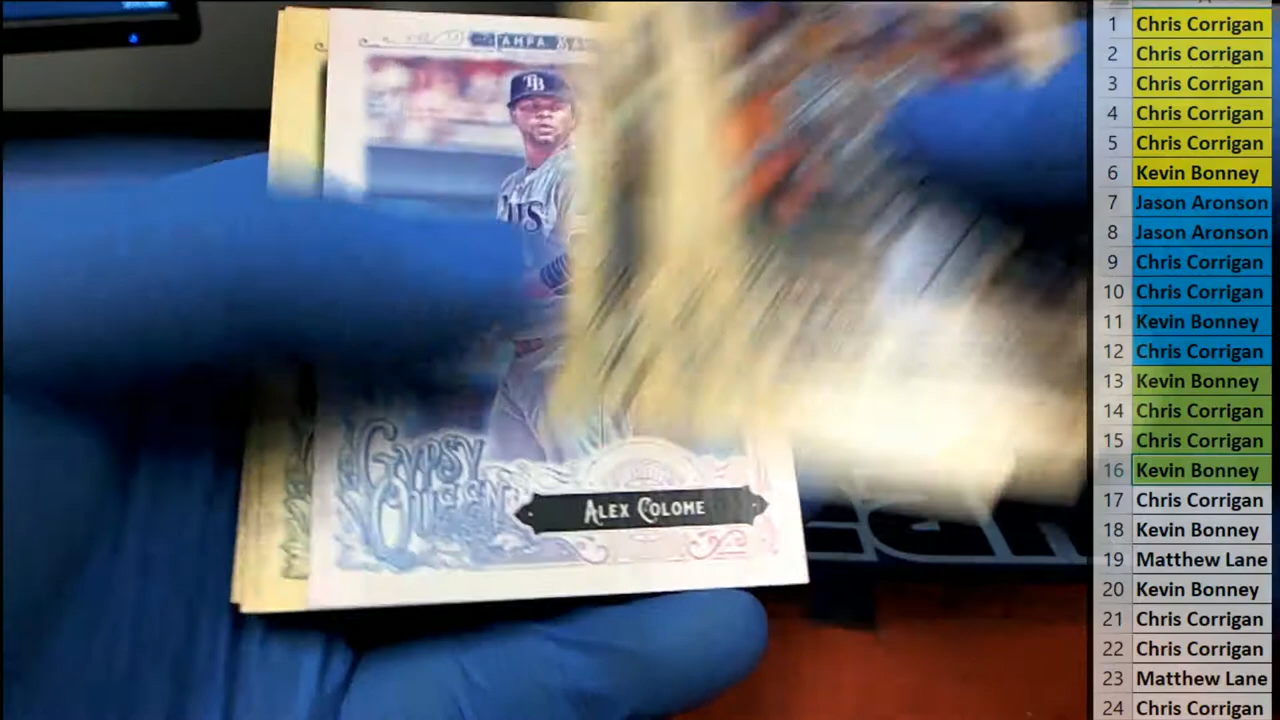 TAMPA BA
TB
GYPSY
QUEEN
ALEX COLOME
1 Chris Corrigan
2 Chris Corrigan
3 Chris Corrigan
4 Chris Corrigan
5 Chris Corrigan
6 Kevin Bonney
7 Jason Aronson
8 Jason Aronson
9 Chris Corrigan
10 Chris Corrigan
11 Kevin Bonney
12 Chris Corrigan
13 Kevin Bonney
14 Chris Corrigan
15 Chris Corrigan
16 Kevin Bonney
17 Chris Corrigan
18 Kevin Bonney
19 Matthew Lane
20 Kevin Bonney
21 Chris Corrigan
22 Chris Corrigan
23 Matthew Lane
24 Chris Corrigan